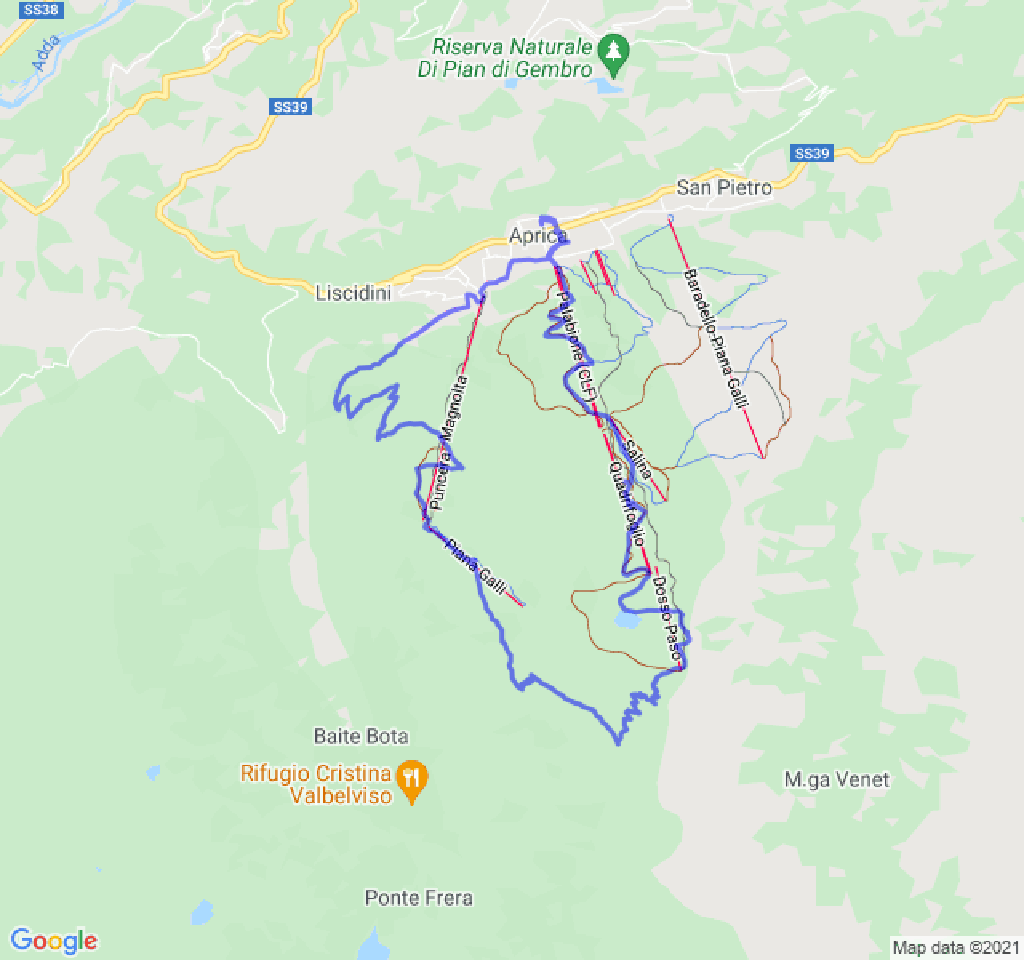 SS38
Adda
Riserva Naturale
Di Pian di Gembro
SS39
SS39
San Pietro
Aprica
Liscidini
Baradello-Piana Galli
Palabione (CLF)
Puncera - Magnolta
Salina
Quadrifoglio
Piana Galli
Dosso Paso
Baite Bota
Rifugio Cristina
Valbelviso
M.ga Venet
Ponte Frera
Google
Map data ©2021